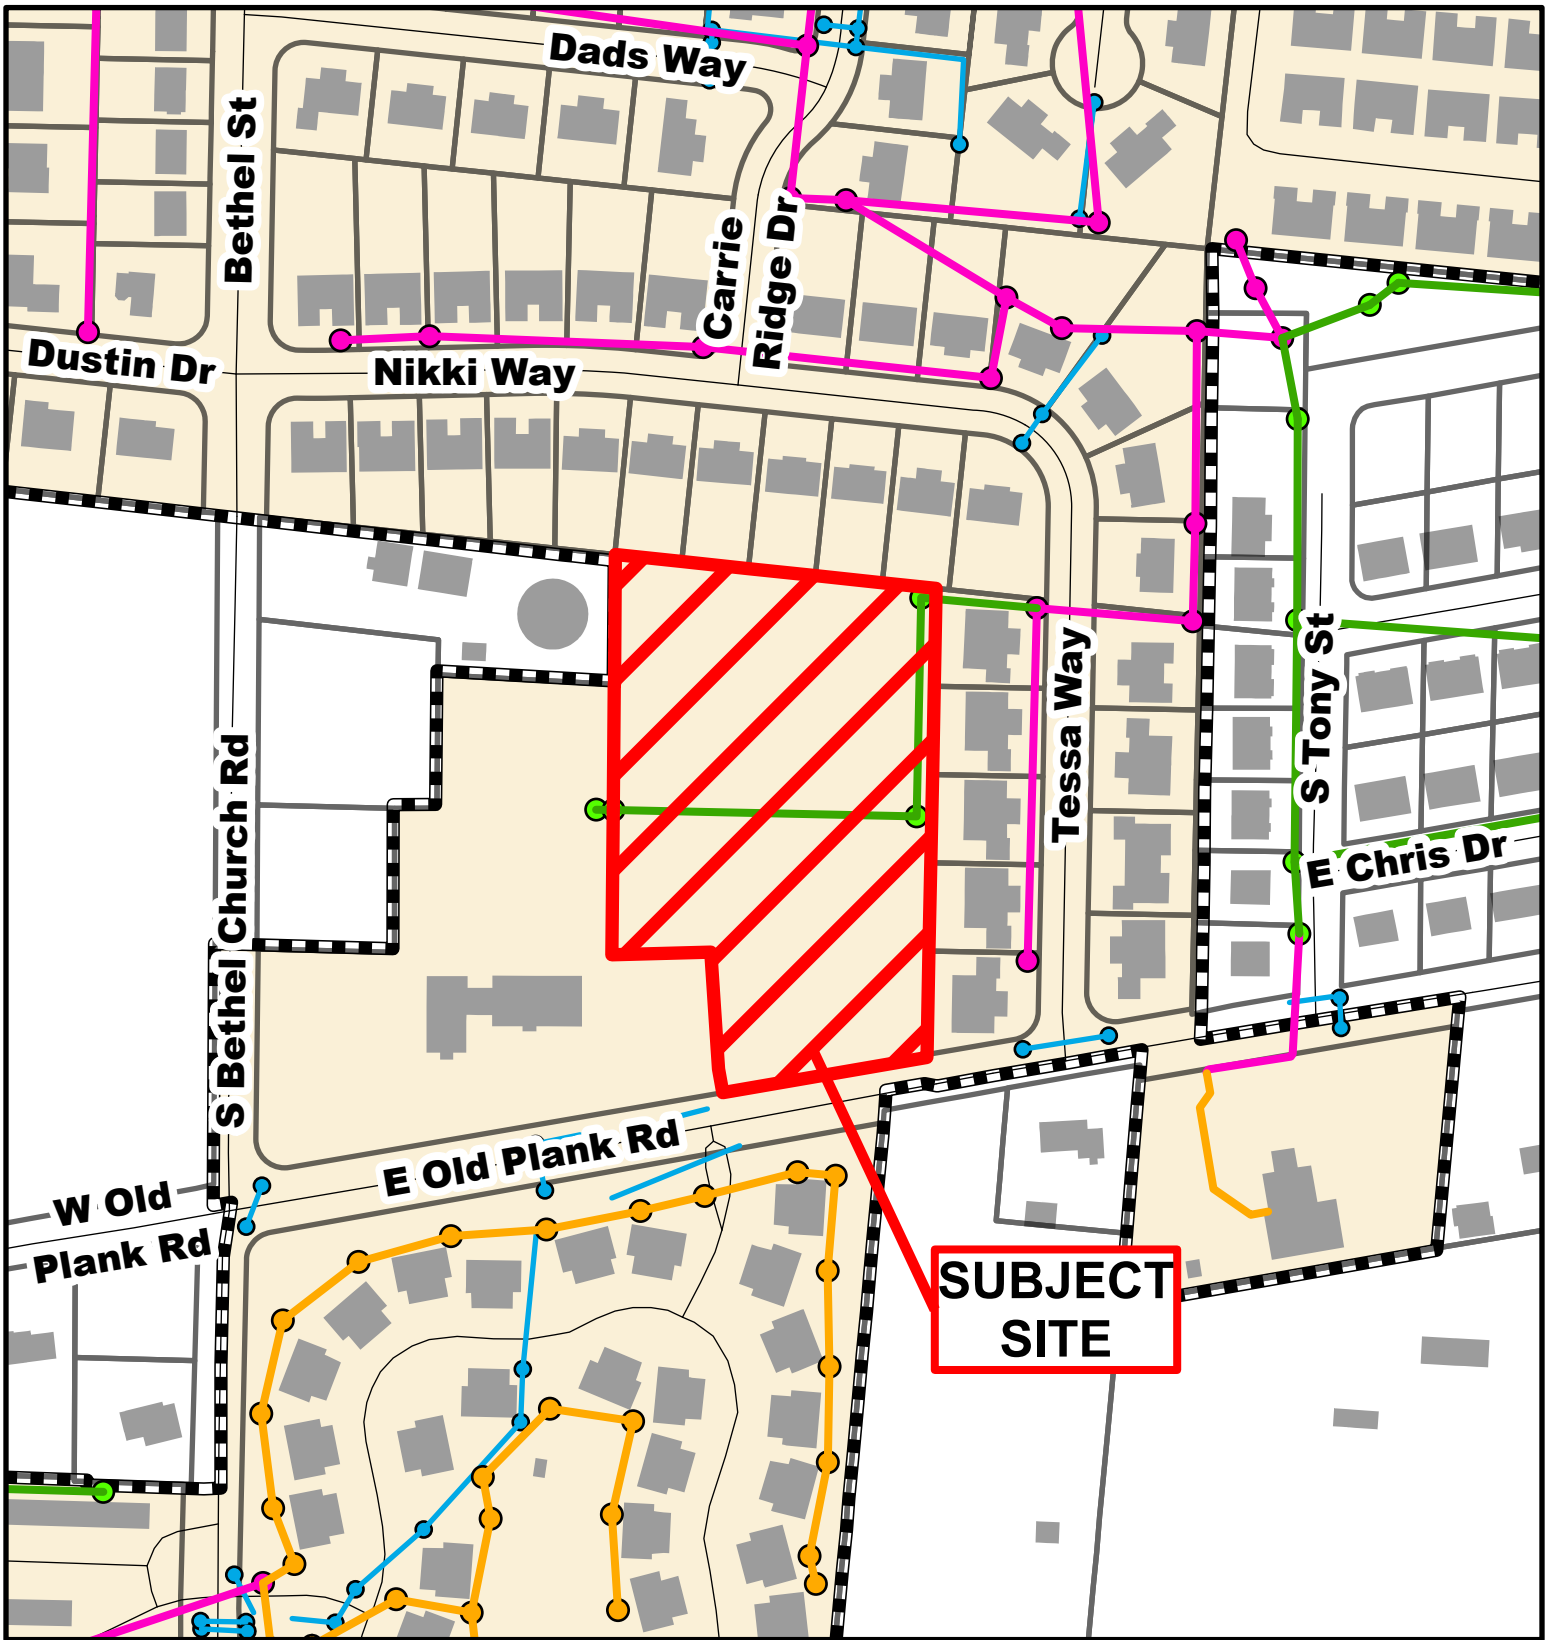 Dads Way
Bethel St
Carrie
Ridge Dr
Dustin Dr
Nikki Way
Tessa Way
S Tony St
E Chris Dr
S Bethel Church Rd
E Old Plank Rd
W Old
Plank Rd
SUBJECT
SITE